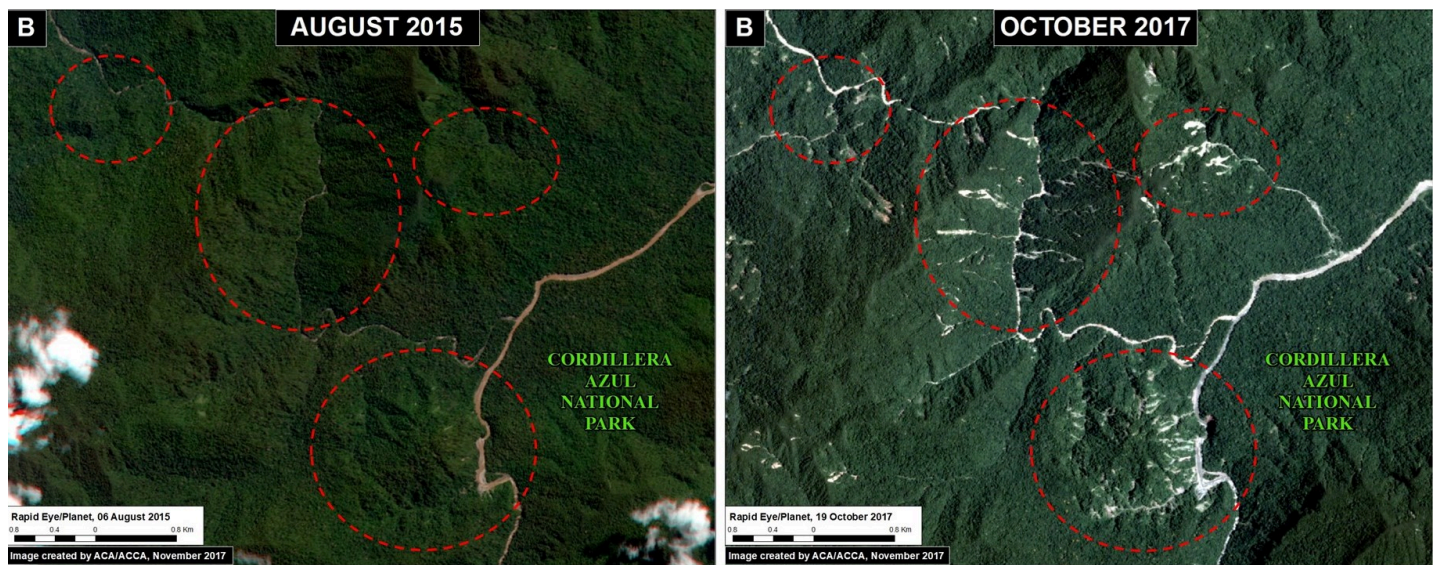 B
AUGUST 2015
CORDILLERA
AZUL
NATIONAL
PARK
Rapid Eye/Planet, 06 August 2015
0.8 0.4 0 0.8 Km
Image created by ACA/ACCA, November 2017
B
OCTOBER 2017
CORDILLERA
AZUL
NATIONAL
PARK
Rapid Eye/Planet, 19 October 2017
0.8 0.4 0 0.8 Km
Image created by ACA/ACCA, November 2017